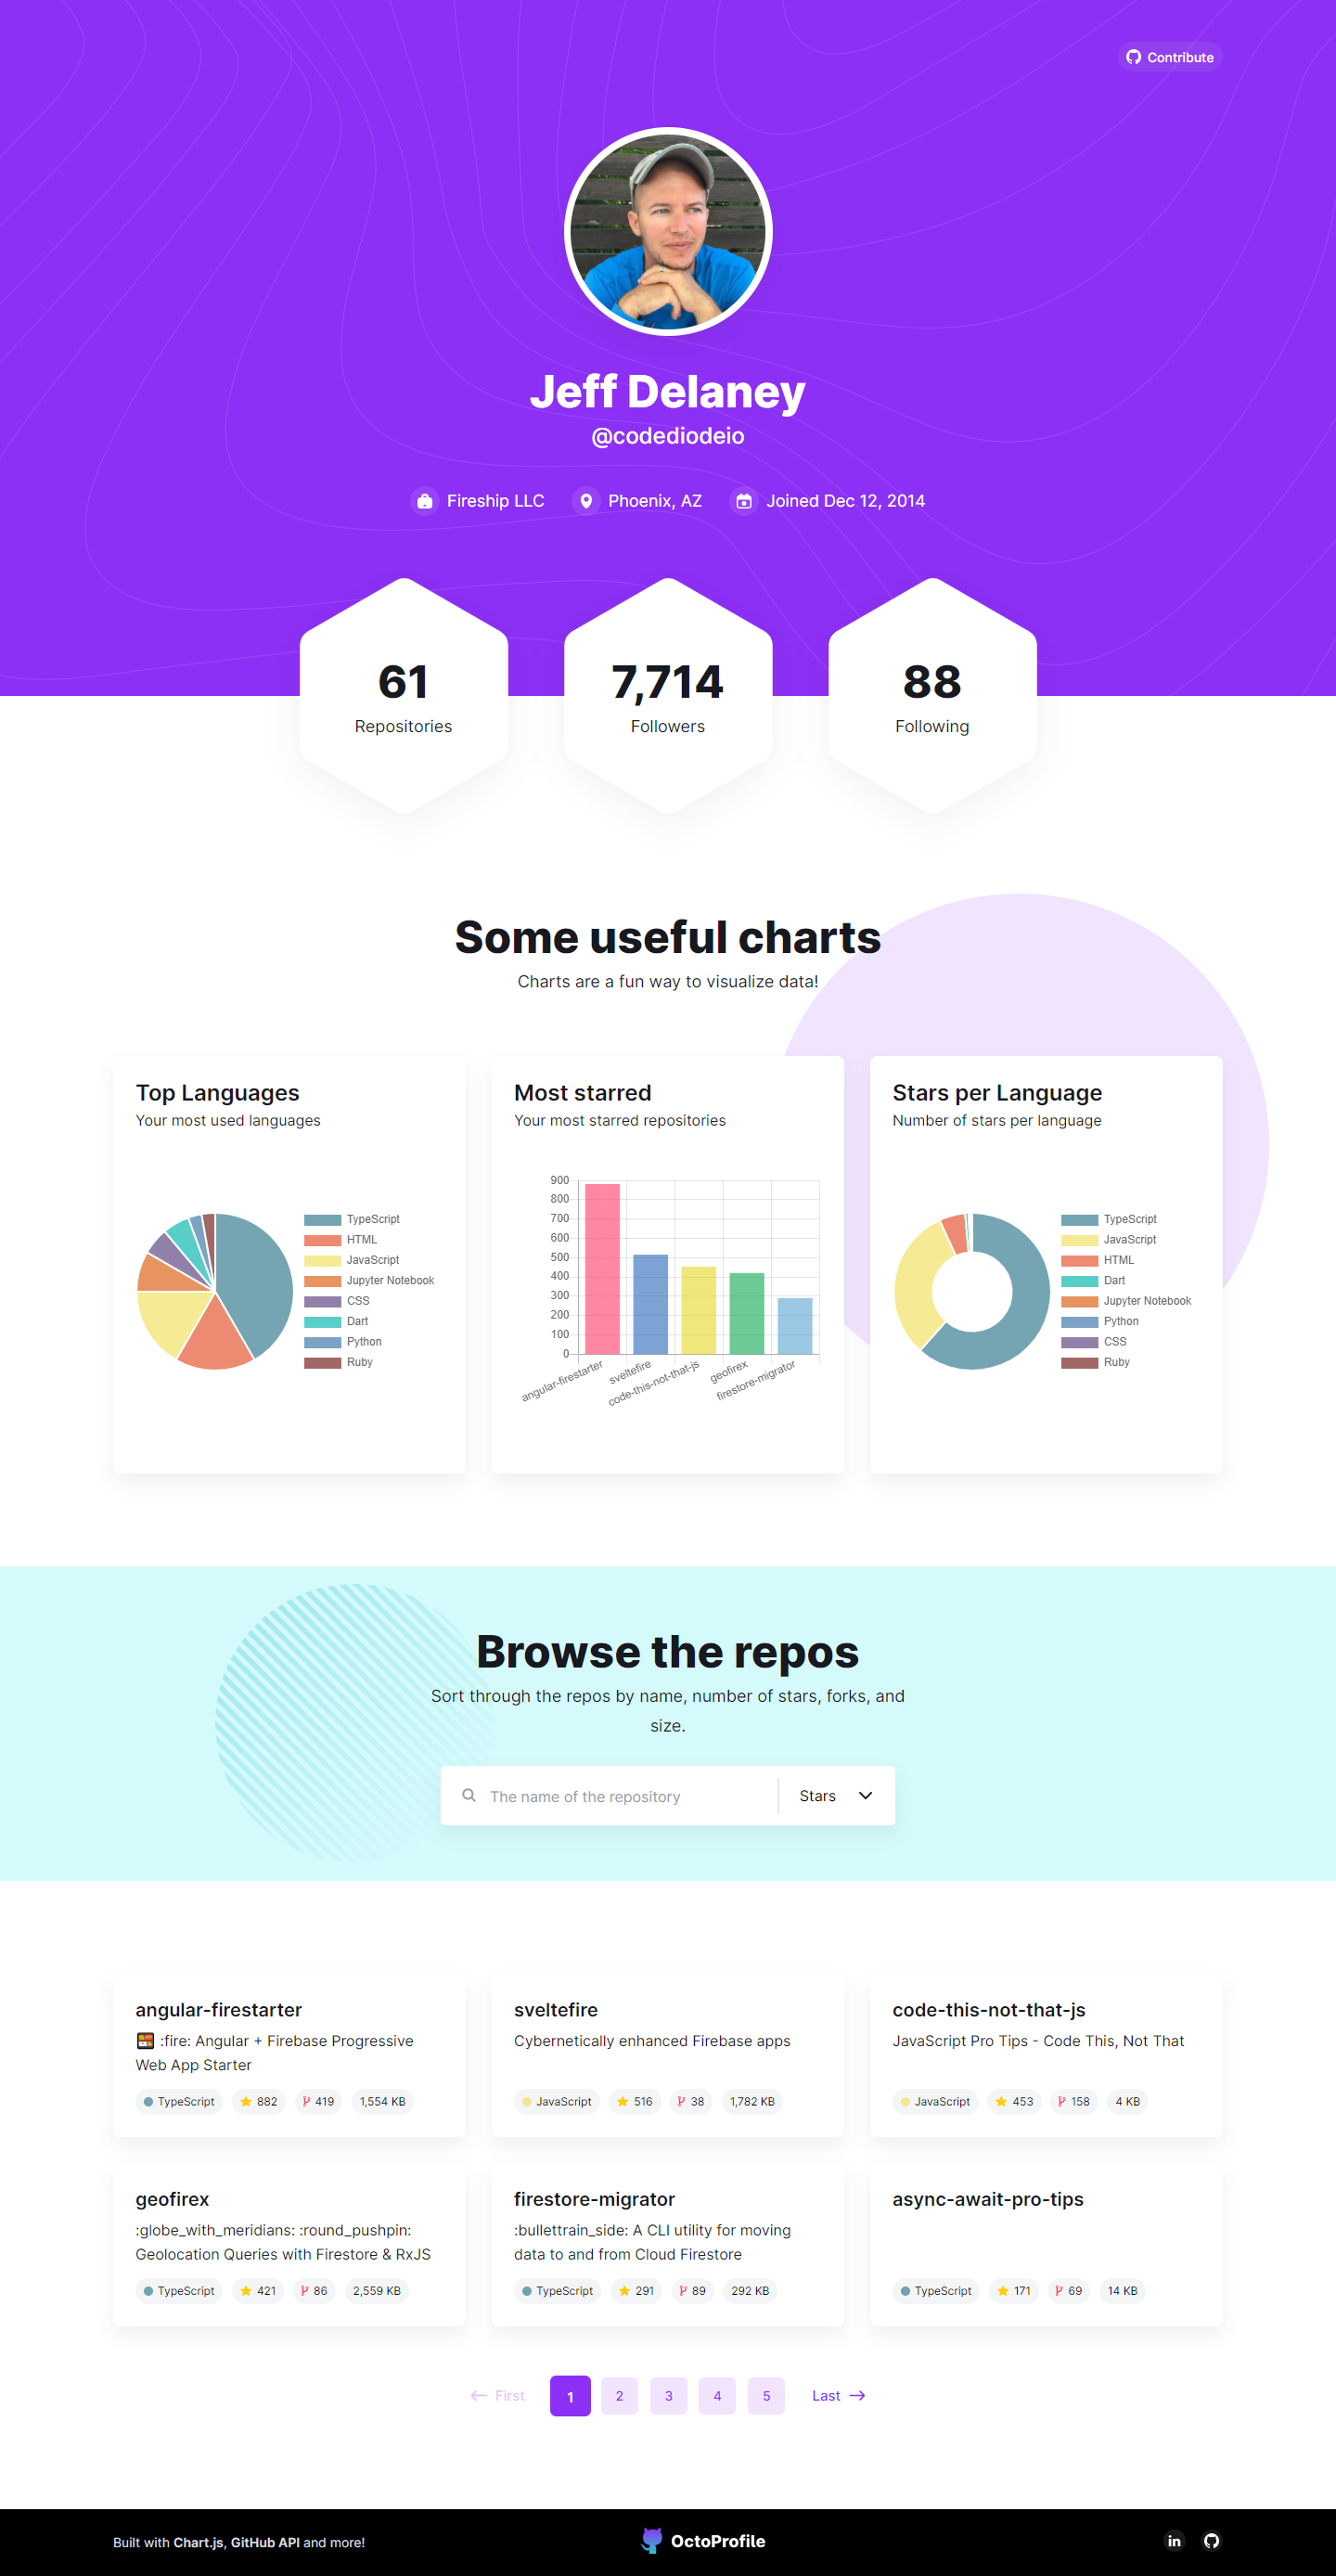 Contribute
Jeff Delaney
@codediodeio
Fireship LLC
Phoenix, AZ
Joined Dec 12, 2014
61
Repositories
7,714
Followers
88
Following
Some useful charts
Charts are a fun way to visualize data!
Top Languages
Your most used languages
TypeScript
HTML
JavaScript
Jupyter Notebook
CSS
Dart
Python
Ruby
Most starred
Your most starred repositories
900
800
700
600
500
400
300
200
100
0
angular-firestarter
sveltefire
code-this-not-that-js
geofirex
firestore-migrator
Stars per Language
Number of stars per language
TypeScript
JavaScript
HTML
Dart
Jupyter Notebook
Python
CSS
Ruby
Browse the repos
Sort through the repos by name, number of stars, forks, and
size.
The name of the repository
Stars
angular-firestarter
🍱 :fire: Angular + Firebase Progressive
Web App Starter
TypeScript 882 419 1,554 KB
sveltefire
Cybernetically enhanced Firebase apps
JavaScript 516 38 1,782 KB
code-this-not-that-js
JavaScript Pro Tips - Code This, Not That
JavaScript 453 158 4 KB
geofirex
:globe_with_meridians: :round_pushpin:
Geolocation Queries with Firestore & RxJS
TypeScript 421 86 2,559 KB
firestore-migrator
:bullettrain_side: A CLI utility for moving
data to and from Cloud Firestore
TypeScript 291 89 292 KB
async-await-pro-tips
TypeScript 171 69 14 KB
← First 1 2 3 4 5 Last →
Built with Chart.js, GitHub API and more!
OctoProfile
in